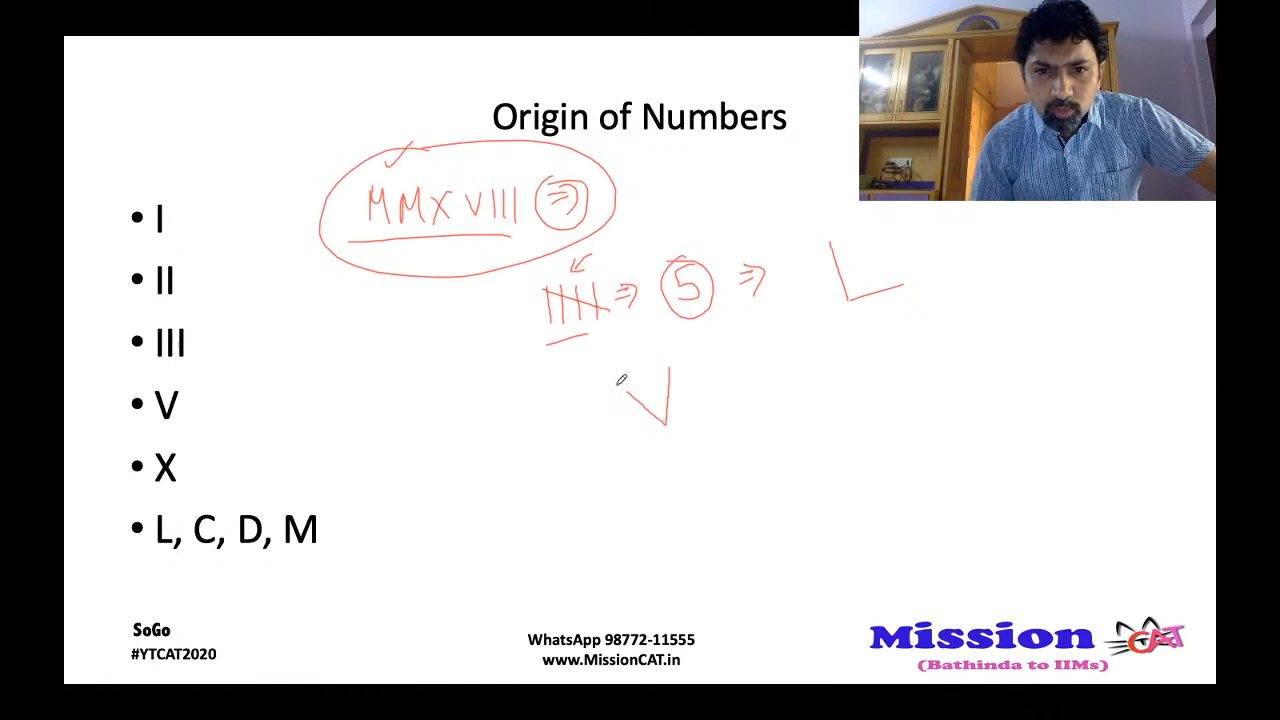 Origin of Numbers
MMXVIII ⇒
• I
• II
• III
• V
• X
• L, C, D, M
⇒ 5 ⇒ L
V
SoGo
#YTCAT2020
WhatsApp 98772-11555
www.MissionCAT.in
Mission CAT
(Bathinda to IIMs)